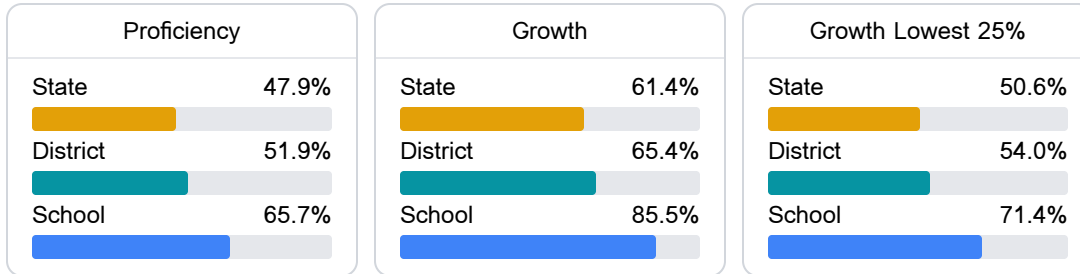 Proficiency
State 47.9%
District 51.9%
School 65.7%
Growth
State 61.4%
District 65.4%
School 85.5%
Growth Lowest 25%
State 50.6%
District 54.0%
School 71.4%